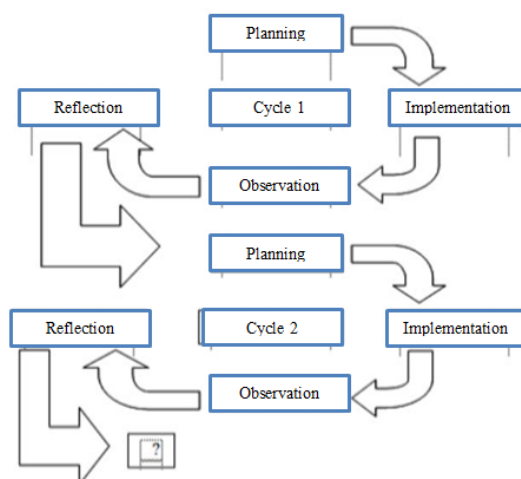 Planning
Reflection
Cycle 1
Implementation
Observation
Planning
Reflection
Cycle 2
Implementation
Observation
?